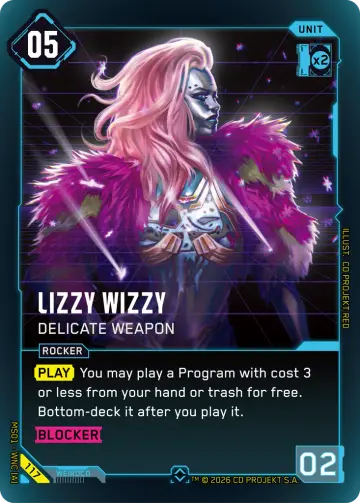 05
UNIT
x2
LIZZY WIZZY
DELICATE WEAPON
ROCKER
PLAY You may play a Program with cost 3
or less from your hand or trash for free.
Bottom-deck it after you play it.
BLOCKER
ILLUST. CD PROJEKT RED
117
™ © 2026 CD PROJEKT S.A.
02